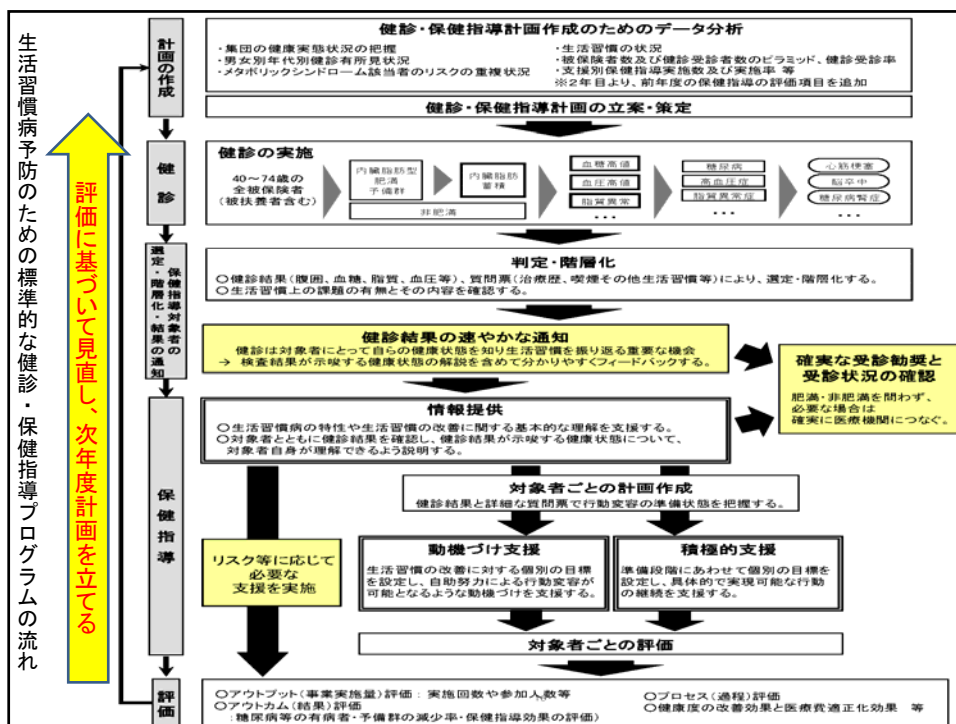 生活習慣病予防のための標準的な健診・保健指導プログラムの流れ
評価に基づいて見直し、次年度計画を立てる
計画の作成
健診・保健指導計画作成のためのデータ分析
・集団の健康実態状況の把握
・男女別年代別健診有所見状況
・メタボリックシンドローム該当者のリスクの重複状況
・生活習慣の状況
・被保険者数及び健診受診者数のピラミッド、健診受診率
・支援別保健指導実施数及び実施率 等
※2年目より、前年度の保健指導の評価項目を追加
健診・保健指導計画の立案・策定
健診
健診の実施
40～74歳の
全被保険者
(被扶養者含む)
内臓脂肪型
肥満
予備群
内臓脂肪
蓄積
非肥満
血糖高値
血圧高値
脂質異常
・・・
糖尿病
高血圧症
脂質異常症
・・・
心筋梗塞
脳卒中
糖尿病腎症
・・・
保健指導対象者の
選定・階層化・結果の通知
判定・階層化
○健診結果(腹囲、血糖、脂質、血圧等)、質問票(治療歴、喫煙その他生活習慣等)により、選定・階層化する。
○生活習慣上の課題の有無とその内容を確認する。
健診結果の速やかな通知
健診は対象者にとって自らの健康状態を知り生活習慣を振り返る重要な機会
→ 検査結果が示唆する健康状態の解説を含めて分かりやすくフィードバックする。
確実な受診勧奨と
受診状況の確認
肥満・非肥満を問わず、
必要な場合は
確実に医療機関につなぐ。
保健指導
情報提供
○生活習慣病の特性や生活習慣の改善に関する基本的な理解を支援する。
○対象者とともに健診結果を確認し、健診結果が示唆する健康状態について、
対象者自身が理解できるよう説明する。
対象者ごとの計画作成
健診結果と詳細な質問票で行動変容の準備状態を把握する。
リスク等に応じて
必要な
支援を実施
動機づけ支援
生活習慣の改善に対する個別の目標
を設定し、自助努力による行動変容が
可能となるような動機づけを支援する。
積極的支援
準備段階にあわせて個別の目標を
設定し、具体的で実現可能な行動
の継続を支援する。
対象者ごとの評価
評価
○アウトプット(事業実施量)評価：実施回数や参加人数等
○アウトカム(結果)評価
:糖尿病等の有病者・予備群の減少率・保健指導効果の評価)
○プロセス(過程)評価
○健康度の改善効果と医療費適正化効果 等